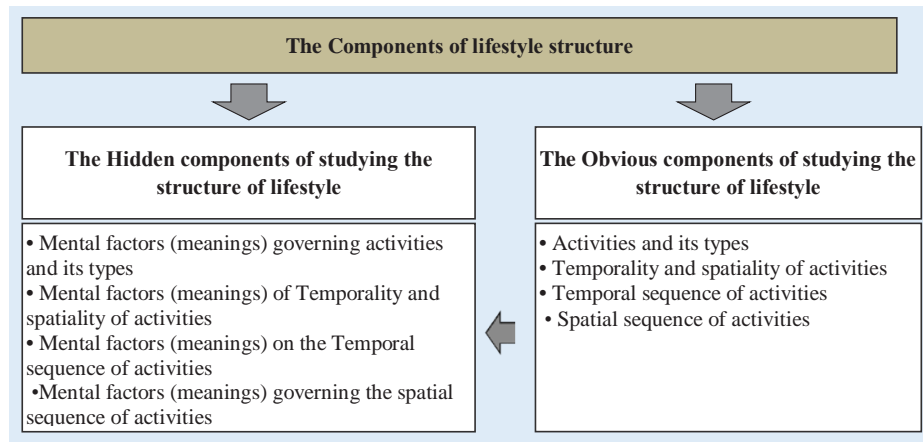 The Components of lifestyle structure
The Hidden components of studying the
structure of lifestyle
• Mental factors (meanings) governing activities
and its types
• Mental factors (meanings) of Temporality and
spatiality of activities
• Mental factors (meanings) on the Temporal
sequence of activities
•Mental factors (meanings) governing the spatial
sequence of activities
The Obvious components of studying the
structure of lifestyle
• Activities and its types
• Temporality and spatiality of activities
• Temporal sequence of activities
• Spatial sequence of activities